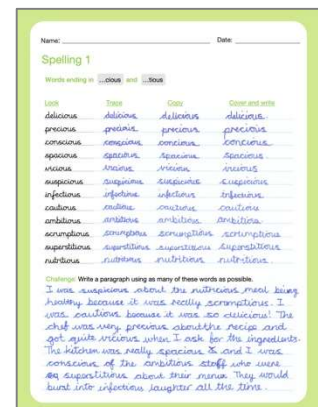 Name: Date:
Spelling 1
Words ending in ...cious and ...tious
Look Trace Copy Cover and write
delicious delicious delicious delicious
precious precious precious precious
conscious conscious concious concious
spacious spacious spacious spacious
vicious vicious vicious vicious
suspicious suspicious suspicious suspicious
infectious infectious infectious infectious
cautious cautious cautious cautious
ambitious ambitious ambitious ambitious
scrumptious scrumptious scrumptious scrumptious
superstitious superstitious superstitious superstitious
nutritious nutritious nutritious nutritious
Challenge: Write a paragraph using as many of these words as possible.
I was suspicious about the nutricious meal being
healthy because it was really scrumptious. I
was cautious because it was so delicious! The
chef was very precious about the recipe and
got quite vicious when I ask for the ingredients.
The kitchen was really spacious and I was
conscious of the ambitious staff who were
superstitious about their menu. They would
burst into infectious laughter all the time.